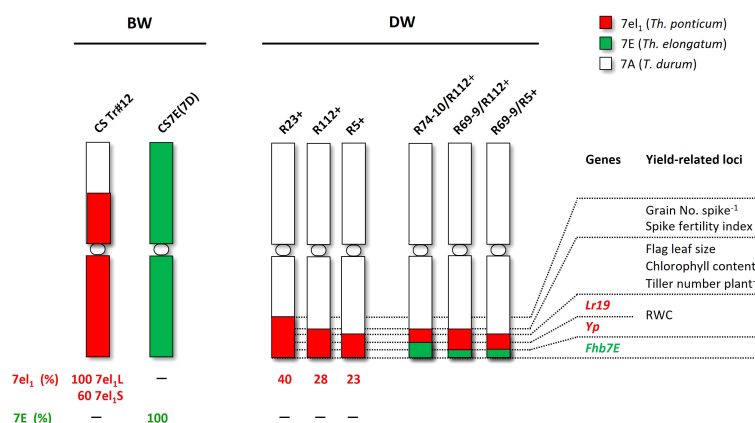 BW
DW
7el₁ (Th. ponticum)
7E (Th. elongatum)
7A (T. durum)
CS Tr#12
CS7E(7D)
R23+
R112+
R5+
R74-10/R112+
R69-9/R112+
R69-9/R5+
Genes Yield-related loci
Grain No. spike⁻¹
Spike fertility index
Flag leaf size
Chlorophyll content
Tiller number plant⁻
Lr19
RWC
Yp
Fhb7E
7el₁ (%) 100 7el₁L – 40 28 23
60 7el₁S
7E (%) – 100 – – –